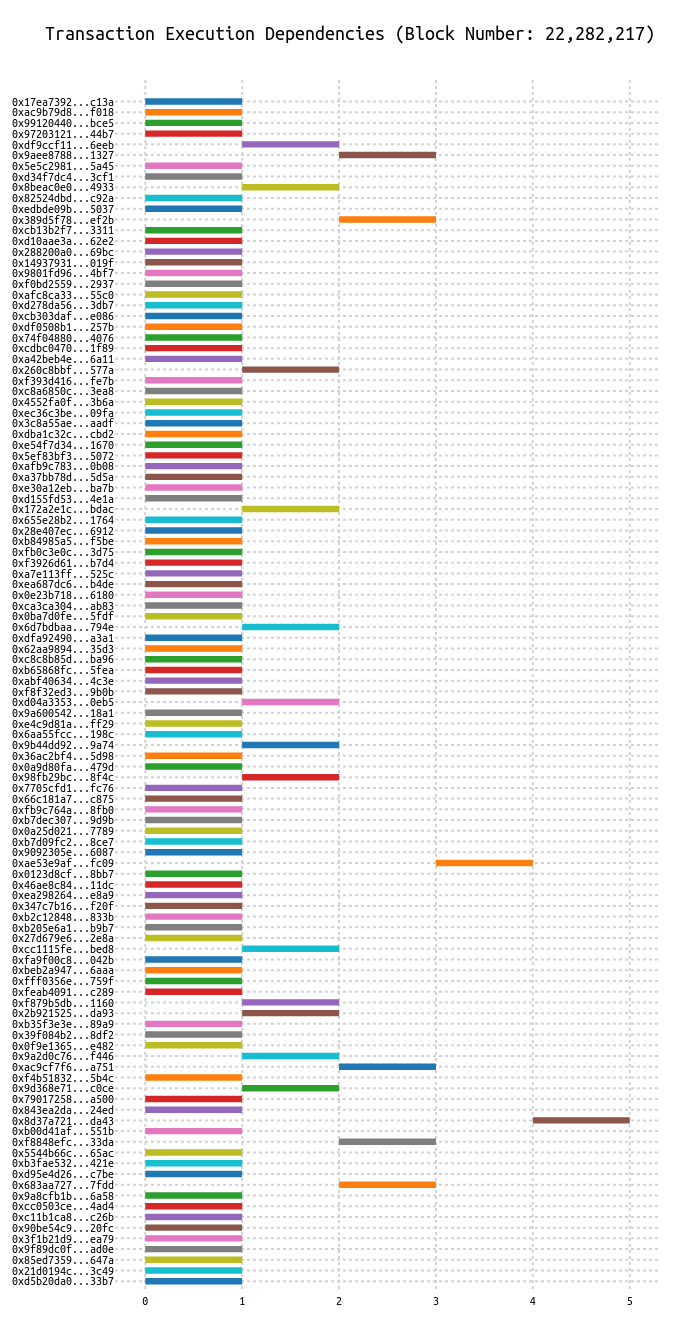 Transaction Execution Dependencies (Block Number: 22,282,217)
0x17ea7392...c13a
0xac9b79d8...f018
0x99120440...bce5
0x97203121...44b7
0xdf9ccf11...6eeb
0x9aee8788...1327
0x5e5c2981...5a45
0xd34f7dc4...3cf1
0x8beac0e0...4933
0x82524dbd...c92a
0xedbde09b...5037
0x389d5f78...ef2b
0xcb13b2f7...3311
0xd10aae3a...62e2
0x288200a0...69bc
0x14937931...019f
0x9801fd96...4bf7
0xf0bd2559...2937
0xafc8ca33...55c0
0xd278da56...3db7
0xcb303daf...e086
0xdf0508b1...257b
0x74f04880...4076
0xcdbc0470...1f89
0xa42beb4e...6a11
0x260c8bbf...577a
0xf393d416...fe7b
0xc8a6850c...3ea8
0x4552fa0f...3b6a
0xec36c3be...09fa
0x3c8a55ae...aadf
0xdba1c32c...cbd2
0xe54f7d34...1670
0x5ef83bf3...5072
0xafb9c783...0b08
0xa37bb78d...5d5a
0xe30a12eb...ba7b
0xd155fd53...4e1a
0x172a2e1c...bdac
0x655e28b2...1764
0x28e407ec...6912
0xb84985a5...f5be
0xfb0c3e0c...3d75
0xf3926d61...b7d4
0xa7e113ff...525c
0xea687dc6...b4de
0x0e23b718...6180
0xca3ca304...ab83
0x0ba7d0fe...5fdf
0x6d7bdbaa...794e
0xdfa92490...a3a1
0x62aa9894...35d3
0xc8c8b85d...ba96
0xb65868fc...5fea
0xabf40634...4c3e
0xf8f32ed3...9b0b
0xd04a3353...0eb5
0x9a600542...18a1
0xe4c9d81a...ff29
0x6aa55fcc...198c
0x9b44dd92...9a74
0x36ac2bf4...5d98
0x0a9d80fa...479d
0x98fb29bc...8f4c
0x7705cfd1...fc76
0x66c181a7...c875
0xfb9c764a...8fb0
0xb7dec307...9d9b
0x0a25d021...7789
0xb7d09fc2...8ce7
0x9092305e...6087
0xae53e9af...fc09
0x0123d8cf...8bb7
0x46ae8c84...11dc
0xea298264...e8a9
0x347c7b16...f20f
0xb2c12848...833b
0xb205e6a1...b9b7
0x27d679e6...2e8a
0xcc1115fe...bed8
0xfa9f00c8...042b
0xbeb2a947...6aaa
0xfff0356e...759f
0xfeab4091...c289
0xf879b5db...1160
0x2b921525...da93
0xb35f3e3e...89a9
0x39f084b2...8df2
0x0f9e1365...e482
0x9a2d0c76...f446
0xac9cf7f6...a751
0xf4b51832...5b4c
0x9d368e71...c0ce
0x79017258...a500
0x843ea2da...24ed
0x8d37a721...da43
0xb00d41af...551b
0xf8848efc...33da
0x5544b66c...65ac
0xb3fae532...421e
0xd95e4d26...c7be
0x683aa727...7fdd
0x9a8cfb1b...6a58
0xcc0503ce...4ad4
0xc11b1ca8...c26b
0x90be54c9...20fc
0x3f1b21d9...ea79
0x9f89dc0f...ad0e
0x85ed7359...647a
0x21d0194c...3c49
0xd5b20da0...33b7
0 1 2 3 4 5